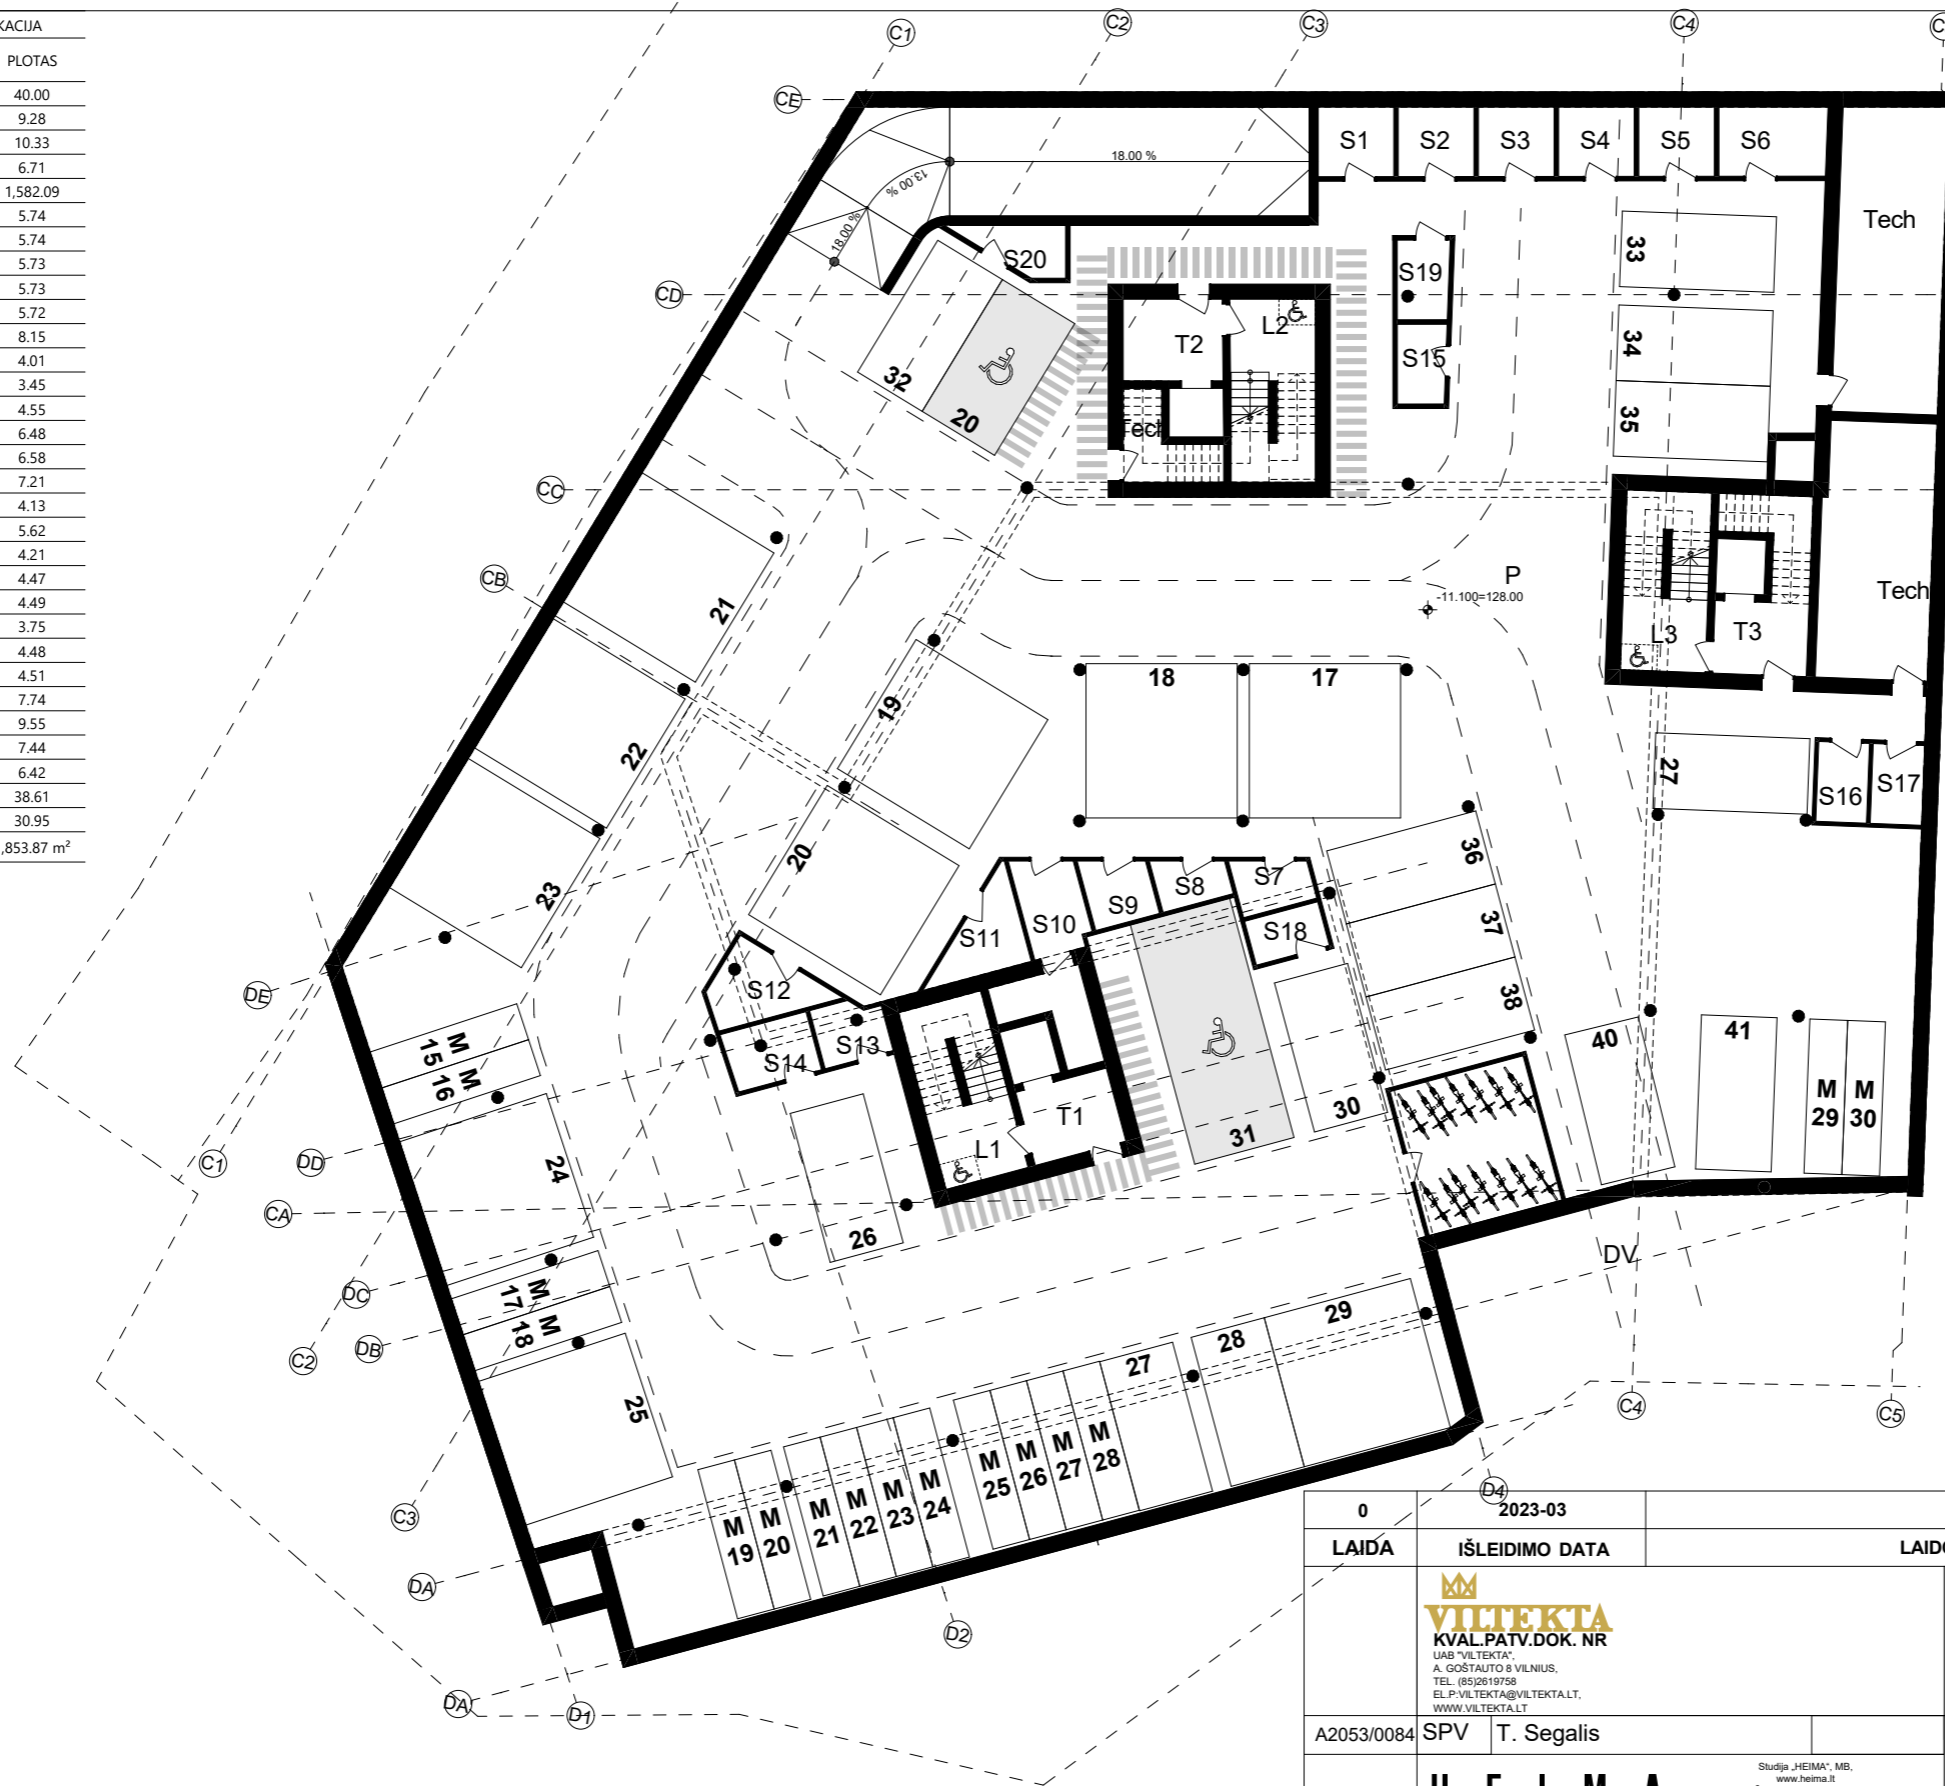 KACIJA
PLOTAS
40.00
9.28
10.33
6.71
1,582.09
5.74
5.74
5.73
5.73
5.72
8.15
4.01
3.45
4.55
6.48
6.58
7.21
4.13
5.62
4.21
4.47
4.49
3.75
4.48
4.51
7.74
9.55
7.44
6.42
38.61
30.95
,853.87 m²
C1
C2
C3
C4
CE
18.00 %
13.00 %
18.00 %
S1
S2
S3
S4
S5
S6
Tech
33
S20
S19
CD
L2
T2
34
S15
32
20
35
Tech
CC
CB
21
P
-11.100=128.00
Tech
L3
T3
18
17
19
22
27
S16
S17
20
23
36
S7
S8
S9
S10
S11
S18
37
S12
38
DE
M
15
M
16
S13
S14
40
41
M
29
M
30
T1
L1
31
30
C1
DD
24
CA
26
DV
DC
M
17
M
18
DB
C2
29
28
27
25
C4
C5
M
28
M
27
M
26
M
25
M
24
M
23
M
22
M
21
M
20
M
19
C3
D4
DA
D2
DA
D1
0
2023-03
LAIDA
IŠLEIDIMO DATA
LAID
VILTEKTA
KVAL.PATV.DOK. NR
UAB "VILTEKTA",
A. GOŠTAUTO 8 VILNIUS,
TEL. (85)2619758
EL.P:VILTEKTA@VILTEKTA.LT,
WWW.VILTEKTA.LT
A2053/0084
SPV
T. Segalis
H E I M A
Studija „HEIMA", MB,
www.heima.lt